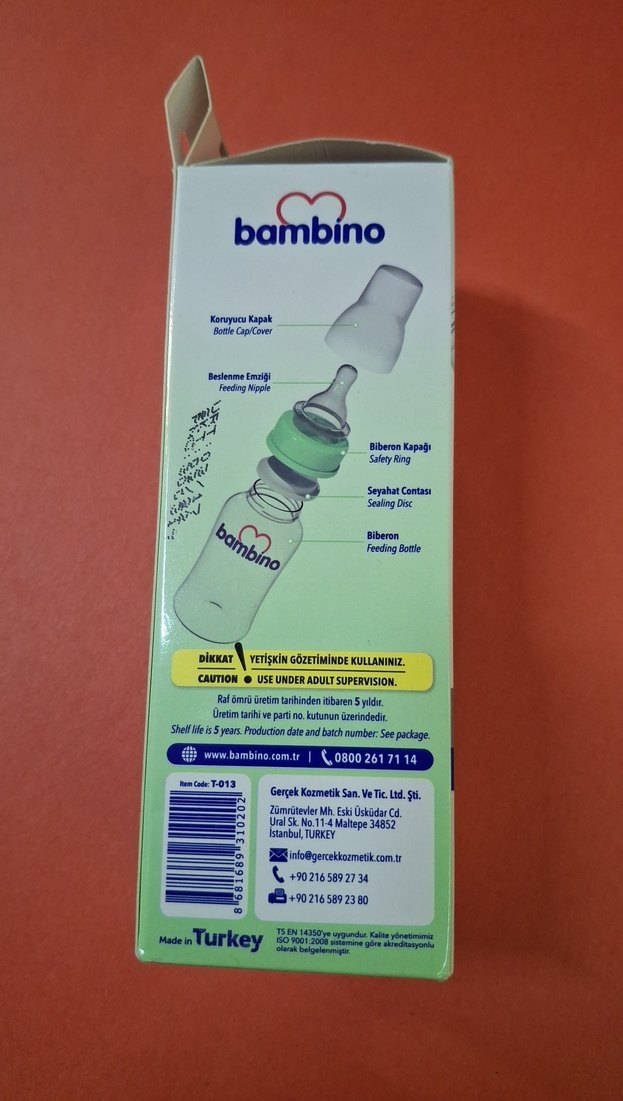 bambino
Koruyucu Kapak
Bottle Cap/Cover
Beslenme Emziği
Feeding Nipple
Biberon Kapağı
Safety Ring
Seyahat Contası
Sealing Disc
Biberon
Feeding Bottle
bambino
DİKKAT ! YETİŞKİN GÖZETİMİNDE KULLANINIZ.
CAUTION USE UNDER ADULT SUPERVISION.
Raf ömrü üretim tarihinden itibaren 5 yıldır.
Üretim tarihi ve parti no. kutunun üzerindedir.
Shelf life is 5 years. Production date and batch number: See package.
www.bambino.com.tr | 0800 261 71 14
Item Code: T-013
8 681689 310202
Gerçek Kozmetik San. Ve Tic. Ltd. Şti.
Zümrütevler Mh. Eski Üsküdar Cd.
Ural Sk. No.11-4 Maltepe 34852
İstanbul, TURKEY
info@gercekkozmetik.com.tr
+90 216 589 27 34
+90 216 589 23 80
Made in Turkey
TS EN 14350'ye uygundur. Kalite yönetimimiz
ISO 9001:2008 sistemine göre akreditasyonlu
olarak belgelenmiştir.